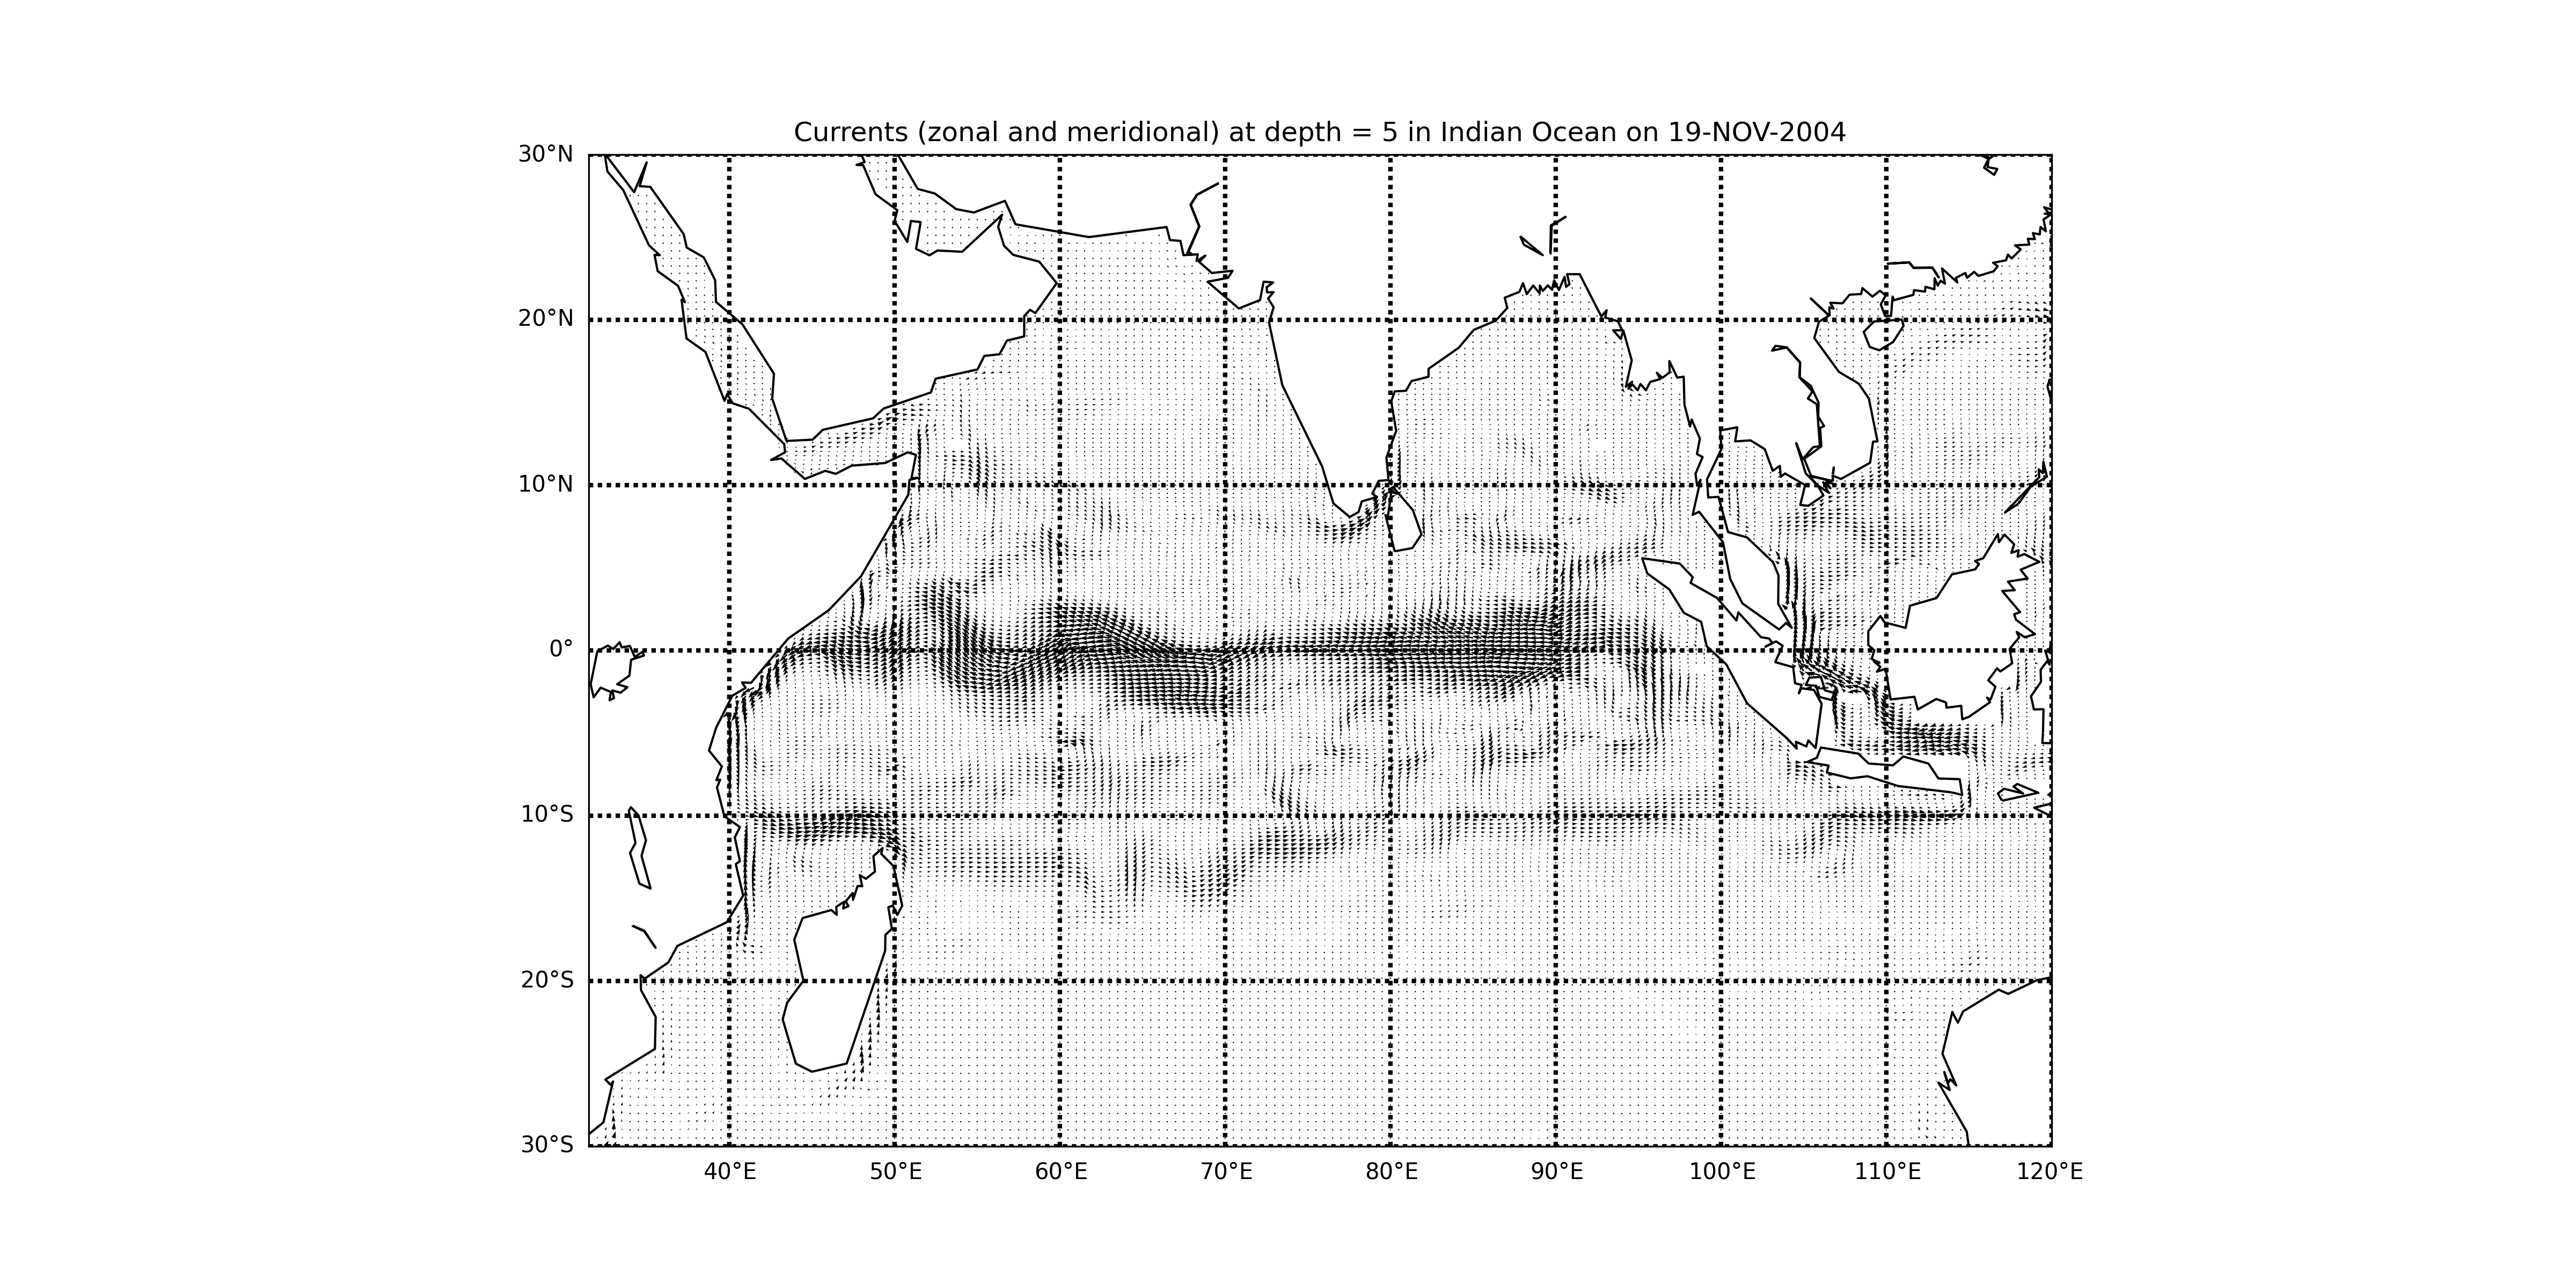 Currents (zonal and meridional) at depth = 5 in Indian Ocean on 19-NOV-2004
30°N
20°N
10°N
0°
10°S
20°S
30°S
40°E 50°E 60°E 70°E 80°E 90°E 100°E 110°E 120°E